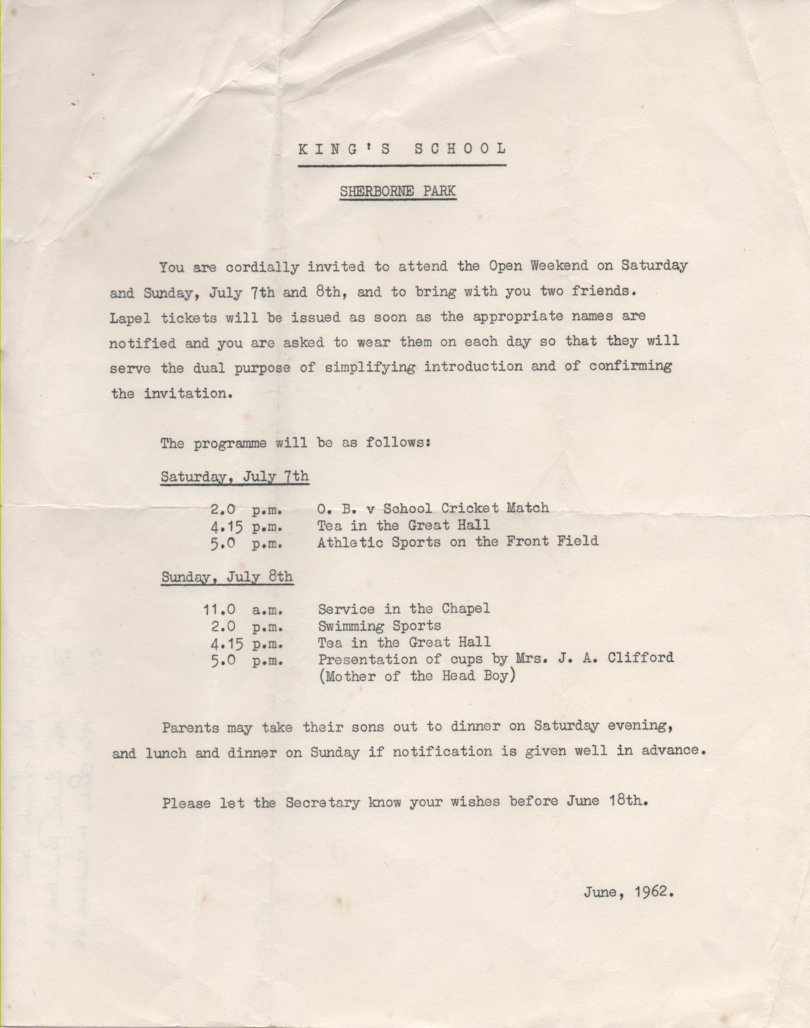 KING'S SCHOOL
SHERBORNE PARK
You are cordially invited to attend the Open Weekend on Saturday
and Sunday, July 7th and 8th, and to bring with you two friends.
Lapel tickets will be issued as soon as the appropriate names are
notified and you are asked to wear them on each day so that they will
serve the dual purpose of simplifying introduction and of confirming
the invitation.
The programme will be as follows:
Saturday, July 7th
2.0 p.m. O. B. v School Cricket Match
4.15 p.m. Tea in the Great Hall
5.0 p.m. Athletic Sports on the Front Field
Sunday, July 8th
11.0 a.m. Service in the Chapel
2.0 p.m. Swimming Sports
4.15 p.m. Tea in the Great Hall
5.0 p.m. Presentation of cups by Mrs. J. A. Clifford
(Mother of the Head Boy)
Parents may take their sons out to dinner on Saturday evening,
and lunch and dinner on Sunday if notification is given well in advance.
Please let the Secretary know your wishes before June 18th.
June, 1962.